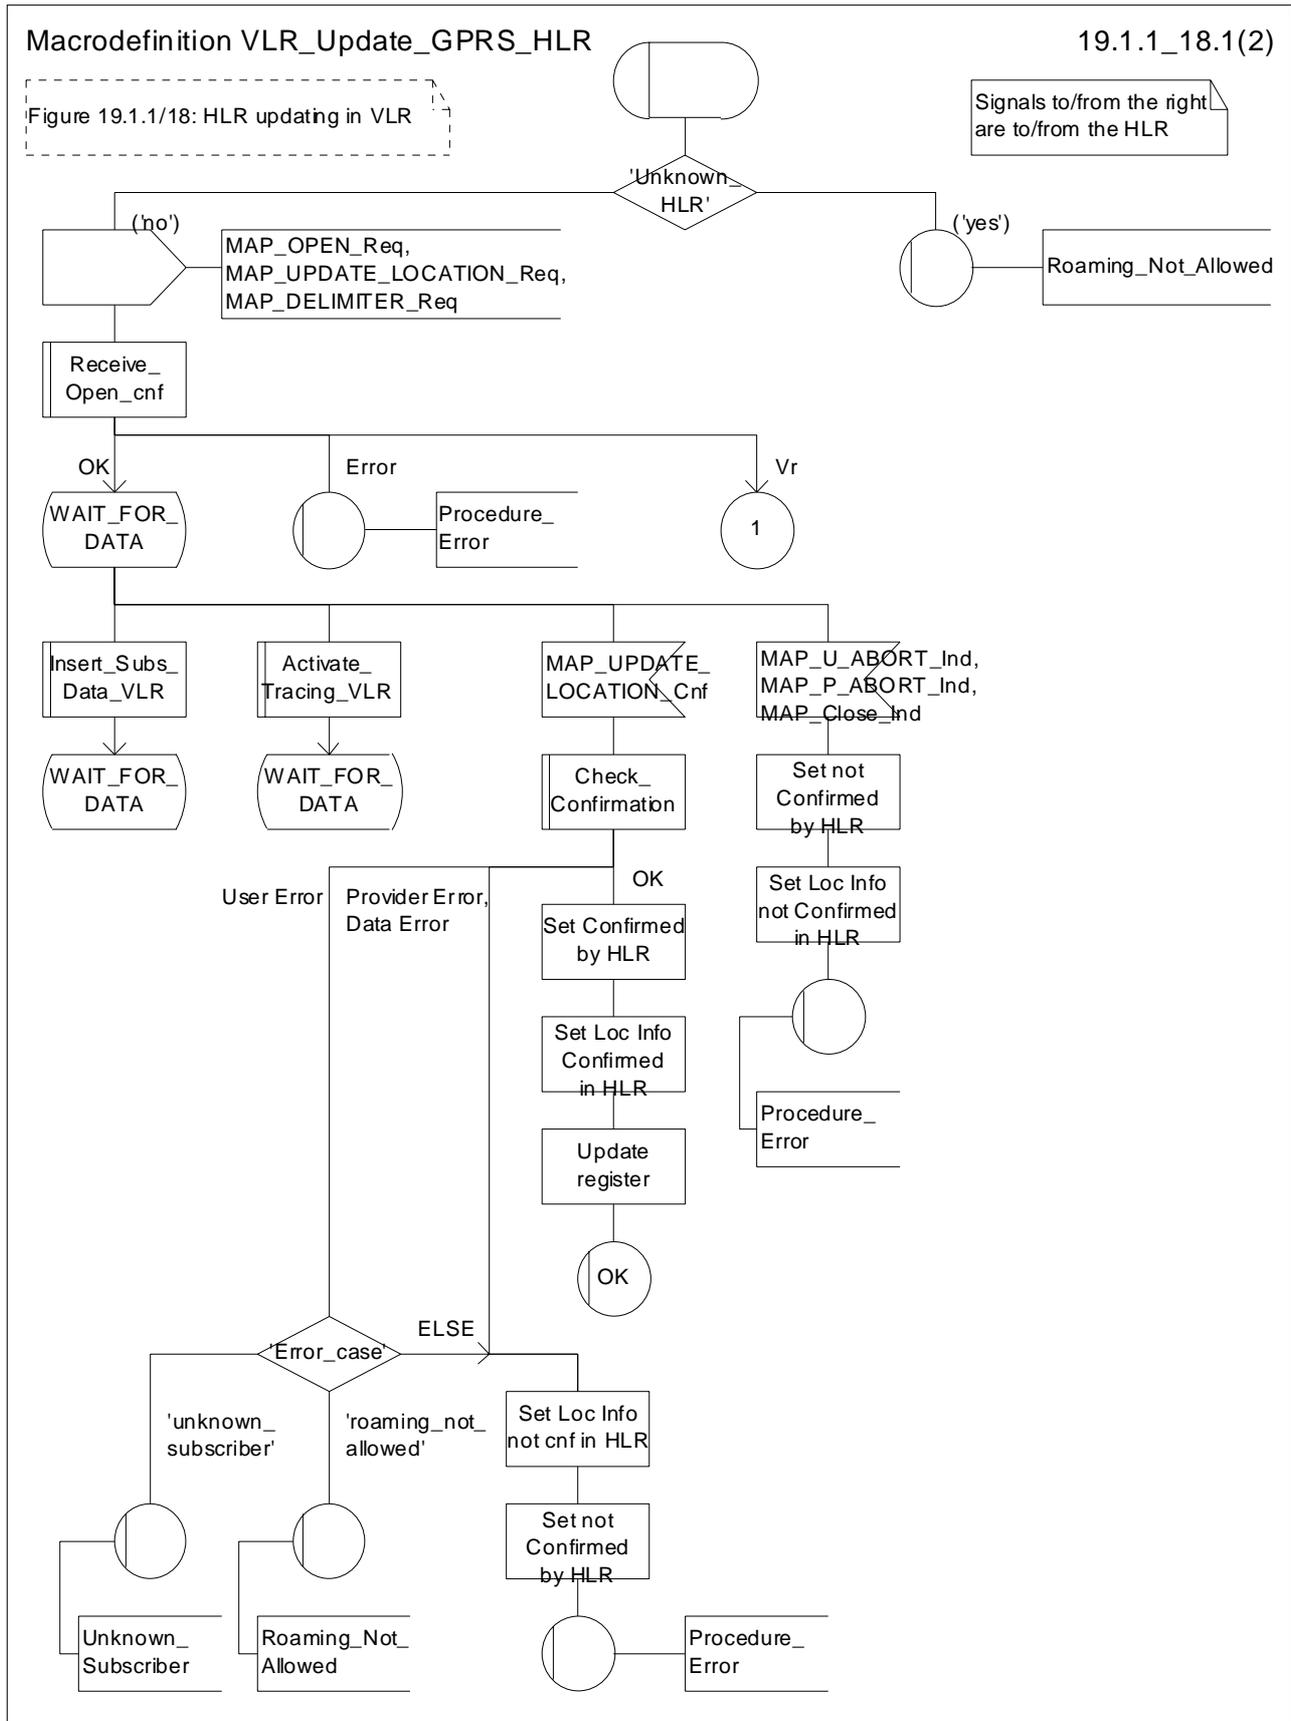 Macrodefinition VLR_Update_GPRS_HLR
19.1.1_18.1(2)
Figure 19.1.1/18: HLR updating in VLR
Signals to/from the right
are to/from the HLR
'Unknown_
HLR'
('no')
('yes')
MAP_OPEN_Req,
MAP_UPDATE_LOCATION_Req,
MAP_DELIMITER_Req
Roaming_Not_Allowed
Receive_
Open_cnf
OK
Error
Vr
WAIT_FOR_
DATA
Procedure_
Error
1
Insert_Subs_
Data_VLR
Activate_
Tracing_VLR
MAP_UPDATE_
LOCATION_Cnf
MAP_U_ABORT_Ind,
MAP_P_ABORT_Ind,
MAP_Close_Ind
WAIT_FOR_
DATA
WAIT_FOR_
DATA
Check_
Confirmation
Set not
Confirmed
by HLR
User Error
Provider Error,
Data Error
OK
Set Loc Info
not Confirmed
in HLR
Set Confirmed
by HLR
Set Loc Info
Confirmed
in HLR
Procedure_
Error
Update
register
OK
'Error_case'
ELSE
'unknown_
subscriber'
'roaming_not_
allowed'
Set Loc Info
not cnf in HLR
Set not
Confirmed
by HLR
Unknown_
Subscriber
Roaming_Not_
Allowed
Procedure_
Error